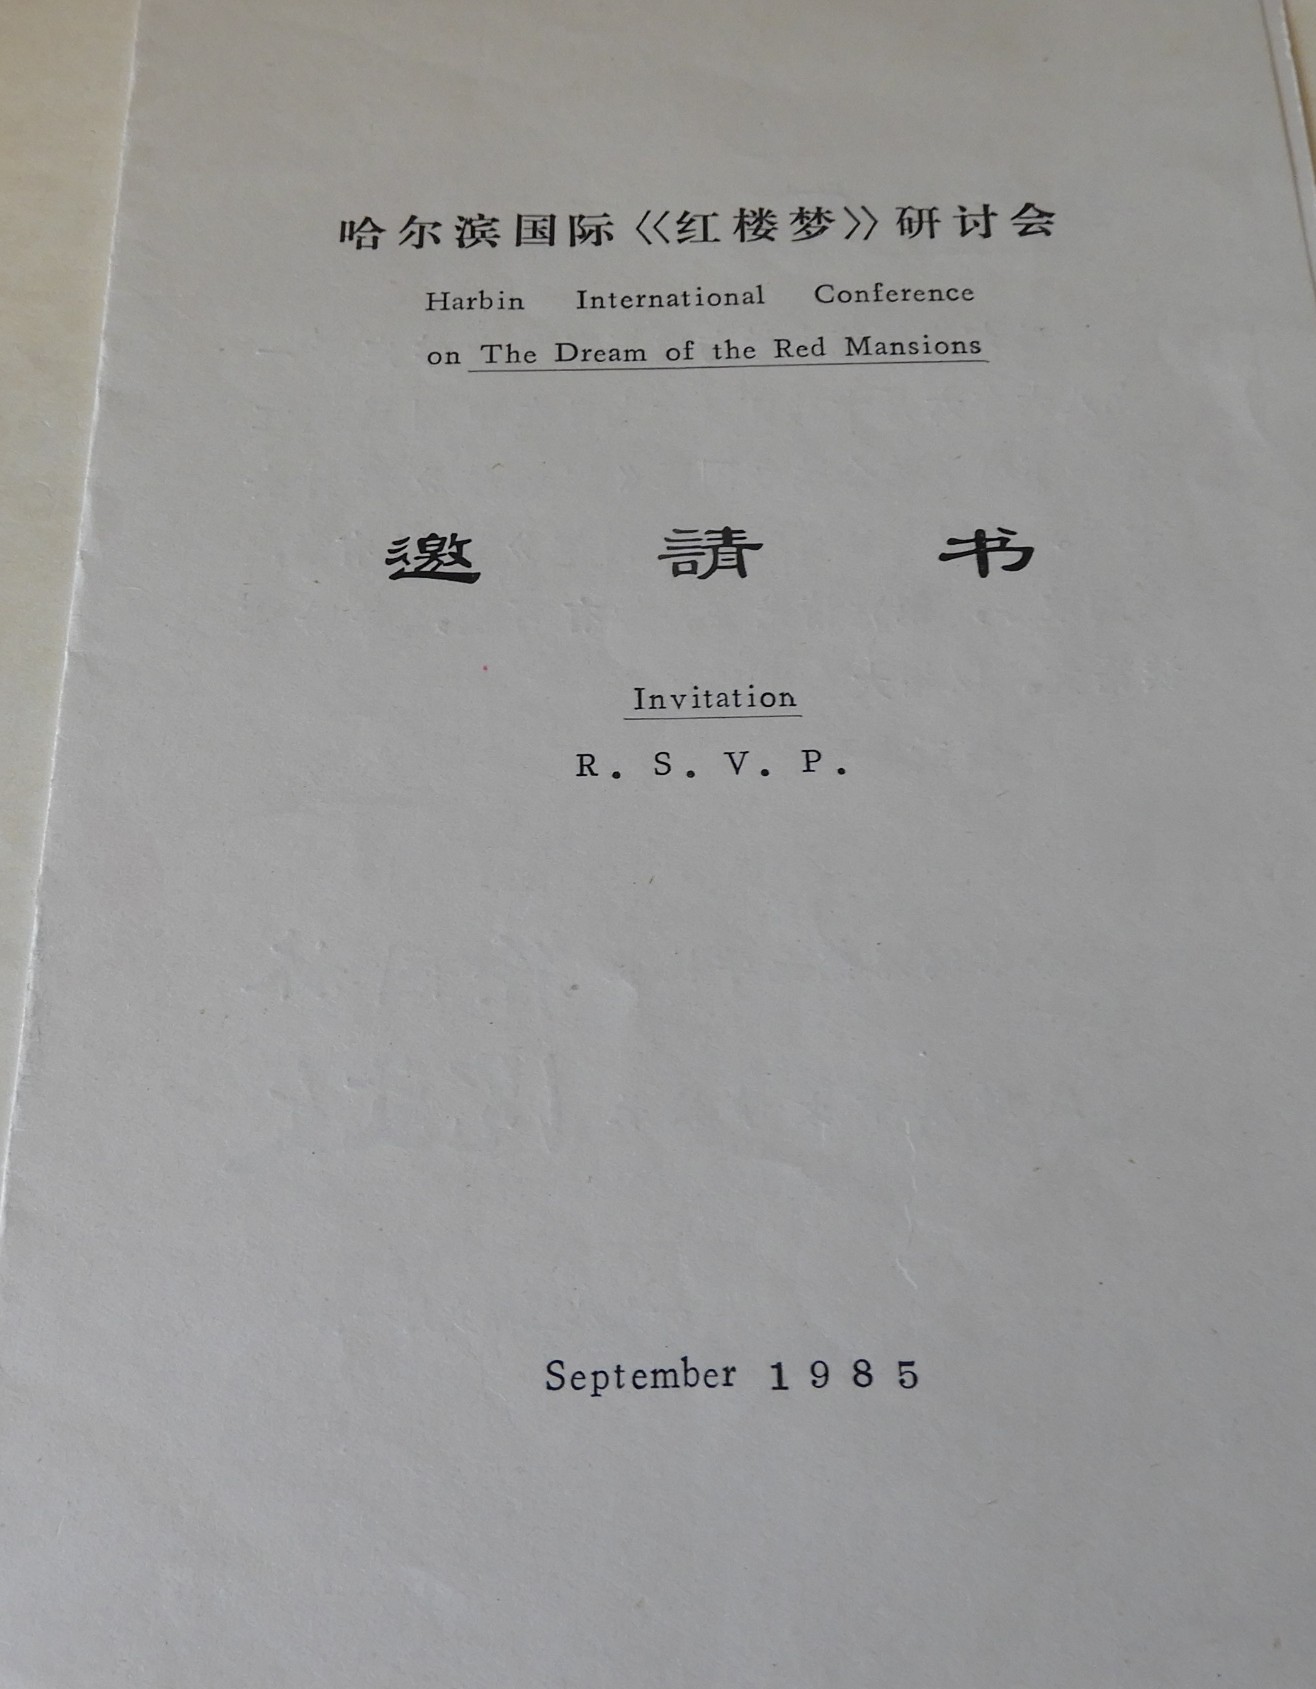 哈尔滨国际《红楼梦》研讨会
Harbin International Conference
on The Dream of the Red Mansions
邀請书
Invitation
R. S. V. P.
September 1985